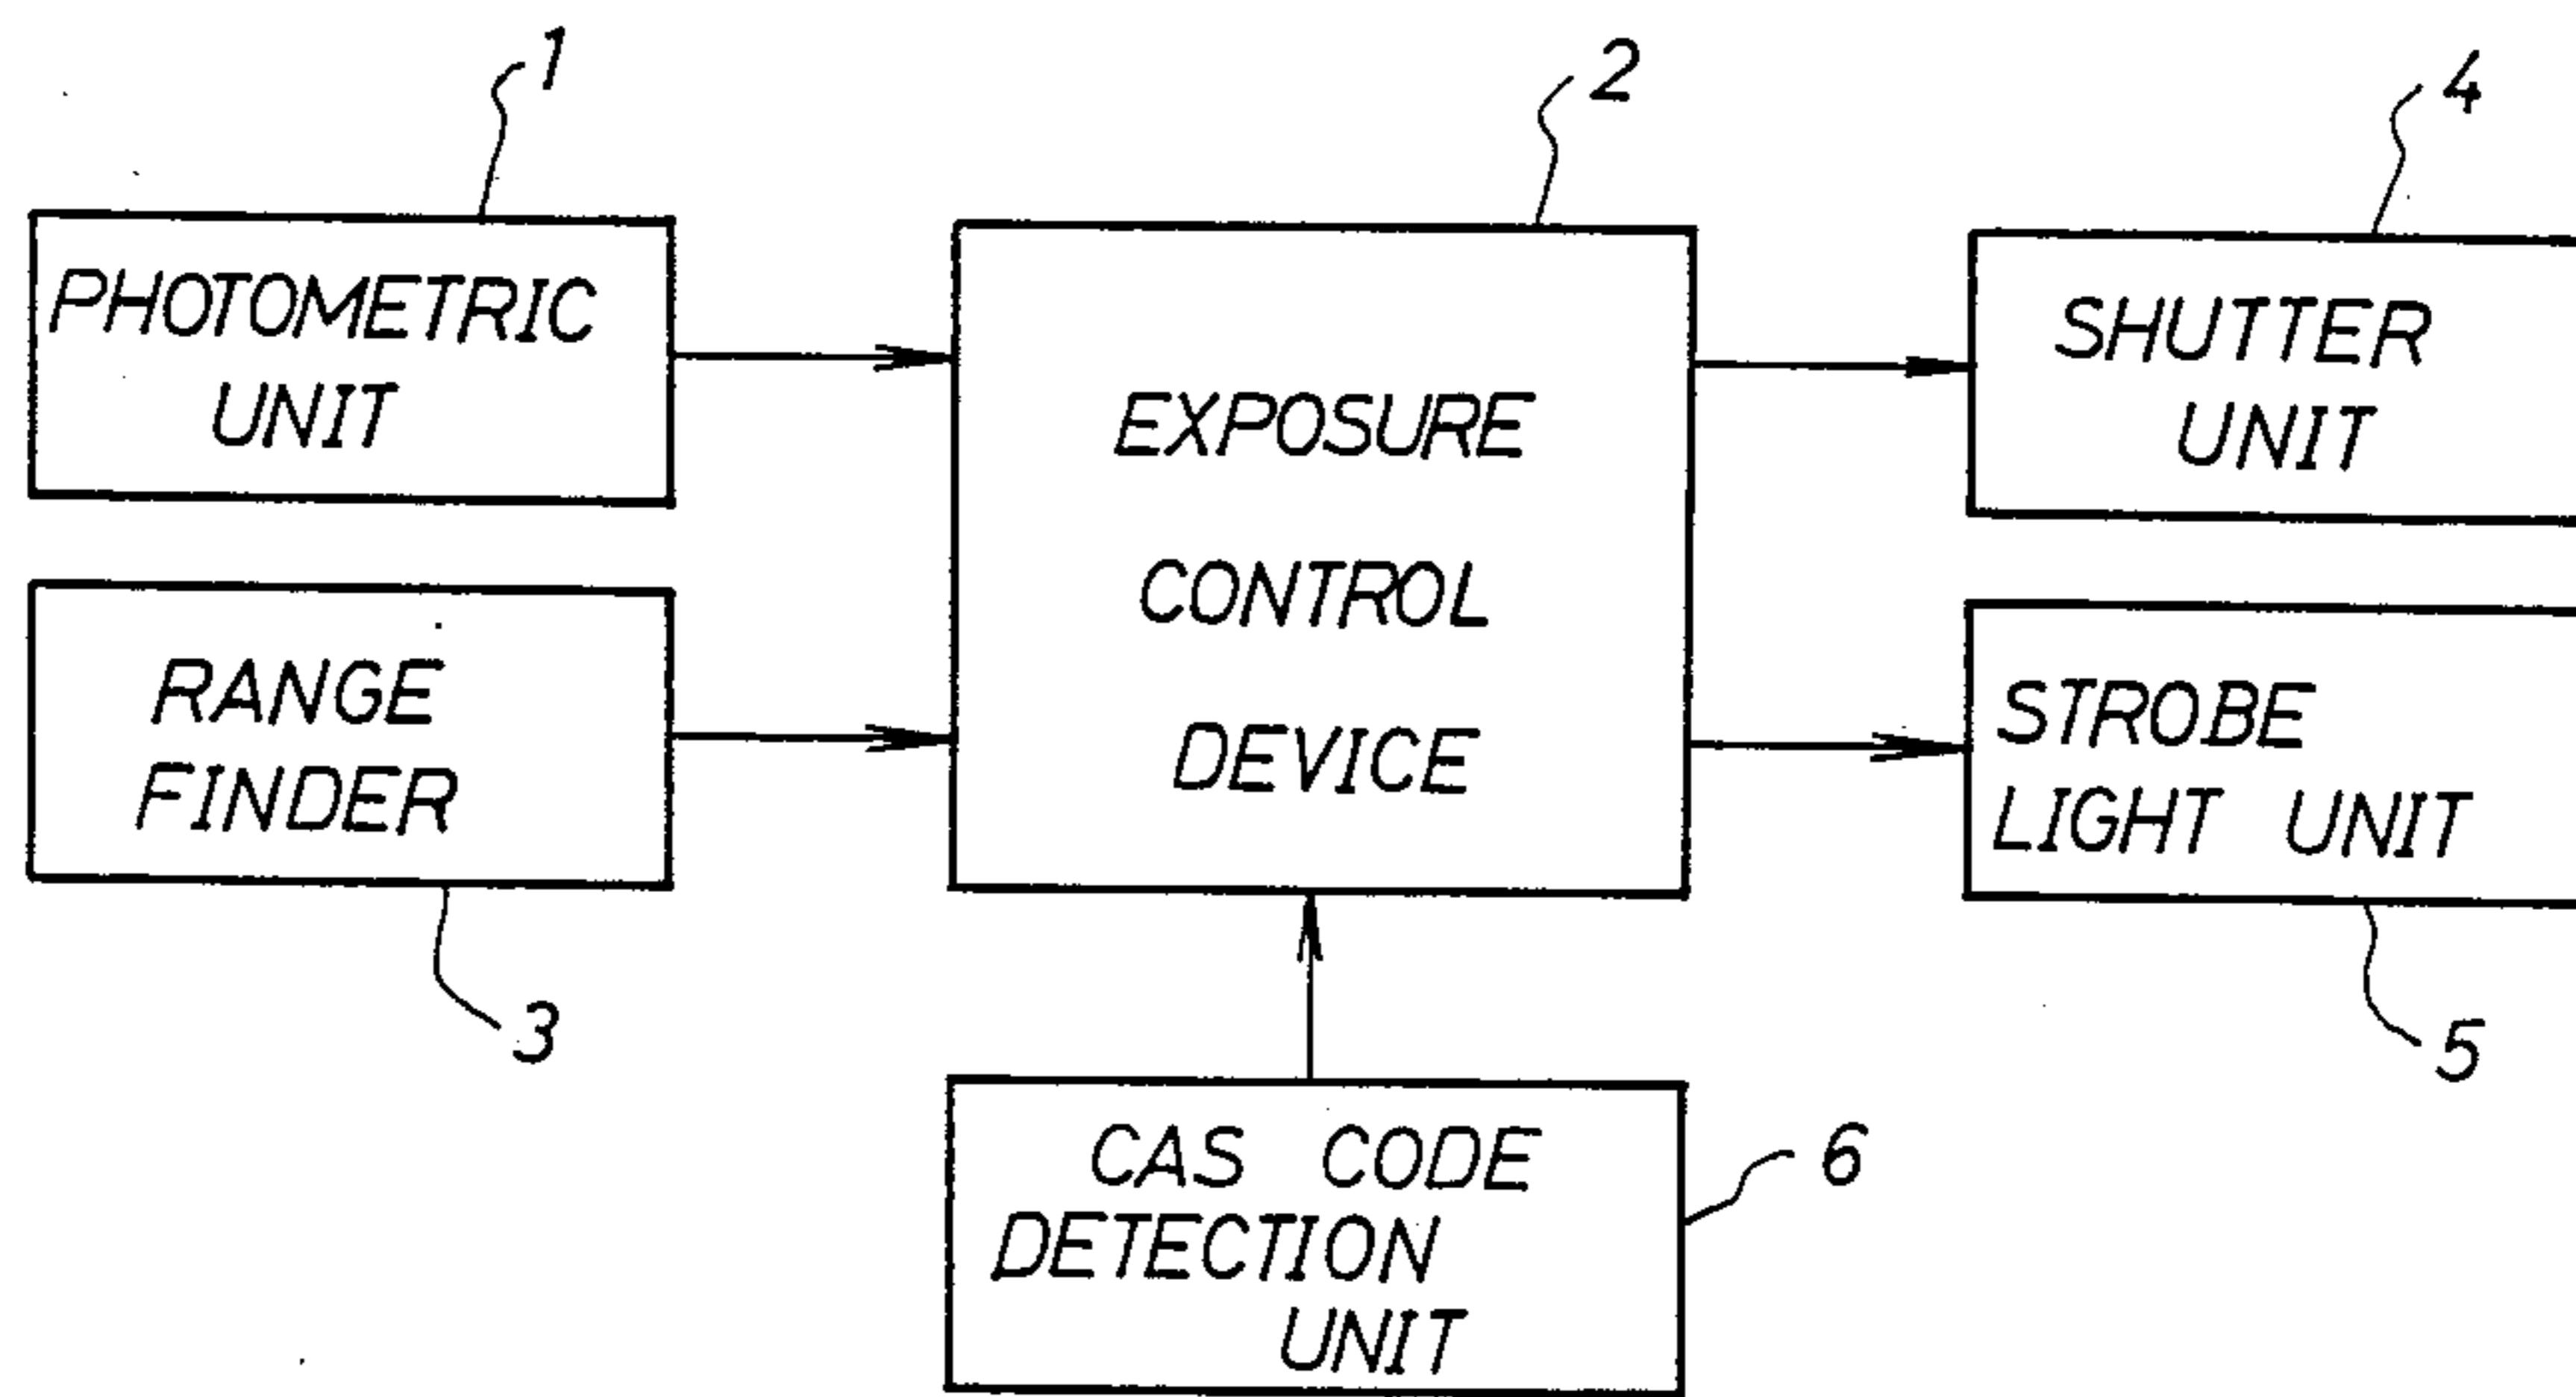 1
2
4
PHOTOMETRIC
UNIT
EXPOSURE
CONTROL
DEVICE
SHUTTER
UNIT
RANGE
FINDER
STROBE
LIGHT UNIT
3
5
CAS CODE
DETECTION
UNIT
6